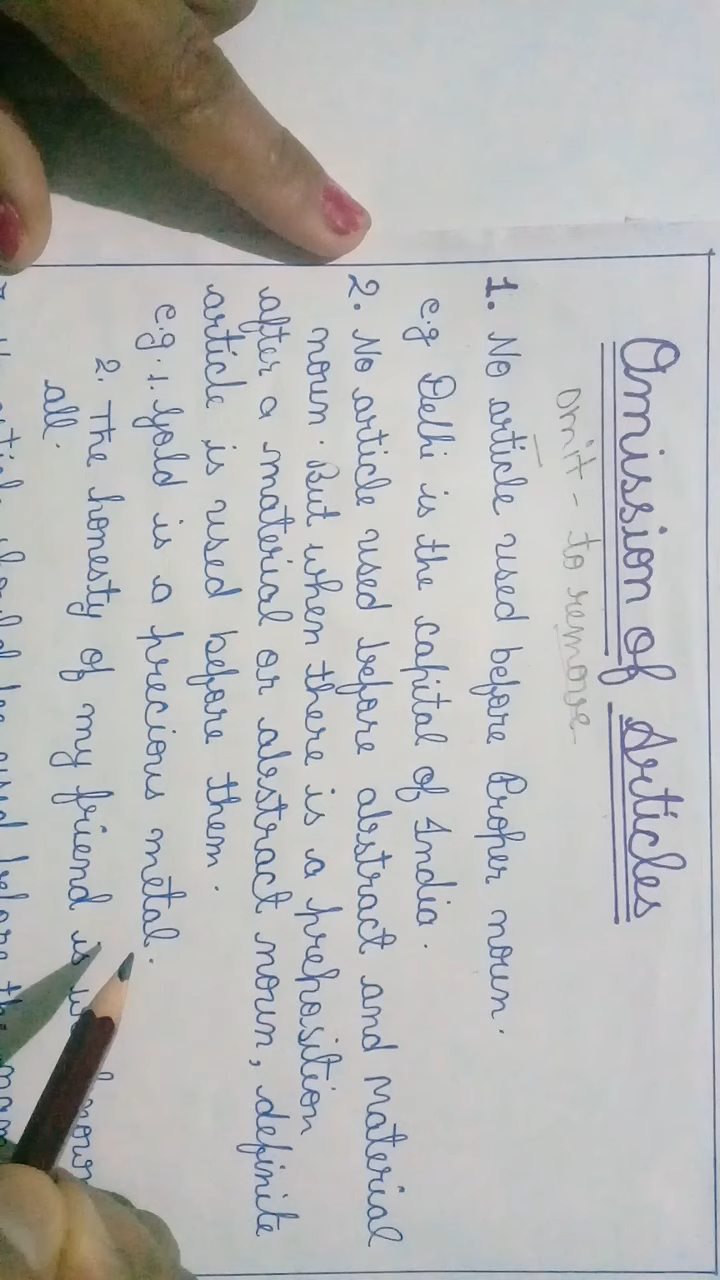 Omission of Articles
omit - to remove
1. No article used before Proper noun.
e.g Delhi is the capital of India.
2. No article used before abstract and Material
noun. But when there is a preposition
after a material or abstract noun, definite
article is used before them.
e.g. 1. Gold is a precious metal.
2. The honesty of my friend is known
all.